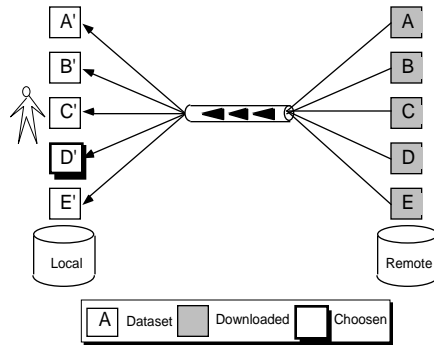 A' A
B' B
C' C
D' D
E' E
Local Remote
A Dataset Downloaded Choosen